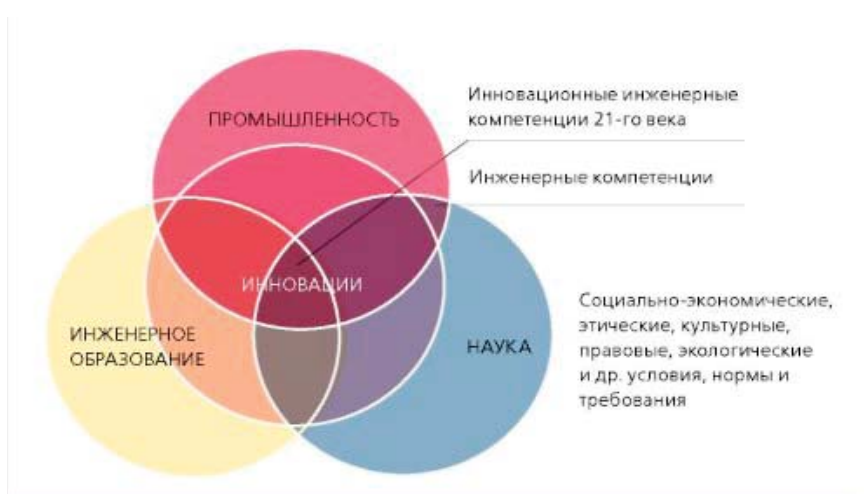 ПРОМЫШЛЕННОСТЬ
Инновационные инженерные
компетенции 21-го века
Инженерные компетенции
ИННОВАЦИИ
ИНЖЕНЕРНОЕ
ОБРАЗОВАНИЕ
НАУКА
Социально-экономические,
этические, культурные,
правовые, экологические
и др. условия, нормы и
требования